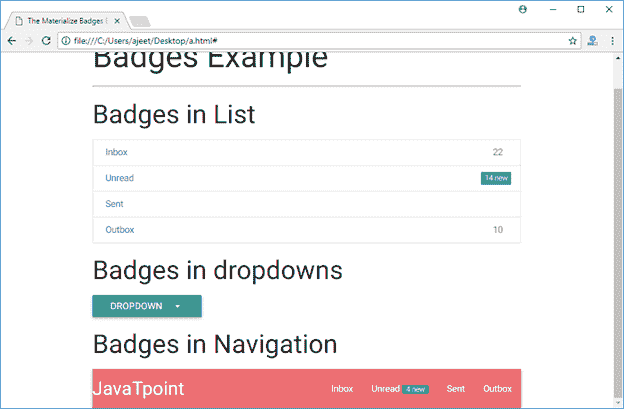 The Materialize Badges
file:///C:/Users/ajeet/Desktop/a.html#
Badges Example
Badges in List
Inbox 22
Unread 14 new
Sent
Outbox 10
Badges in dropdowns
DROPDOWN
Badges in Navigation
JavaTpoint Inbox Unread 4 new Sent Outbox